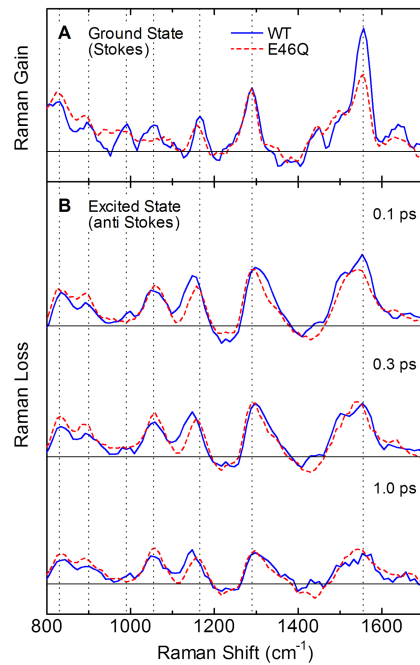 A Ground State
(Stokes)
WT
E46Q
Raman Gain
B Excited State
(anti Stokes)
0.1 ps
0.3 ps
1.0 ps
Raman Loss
800 1000 1200 1400 1600
Raman Shift (cm-1)